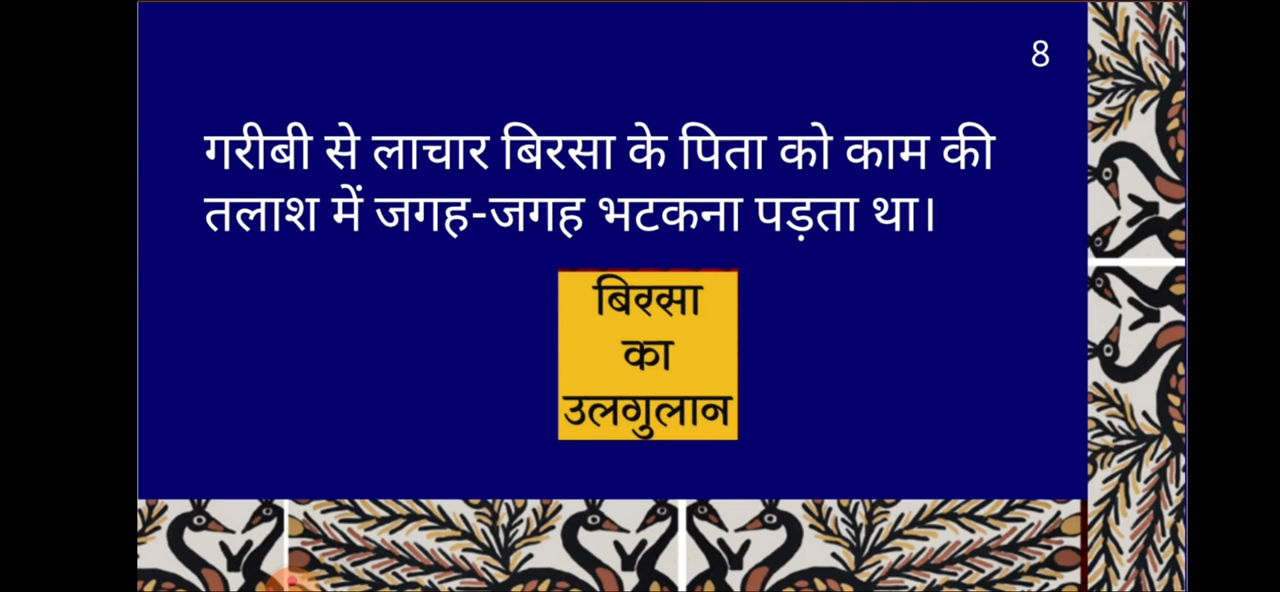 8
गरीबी से लाचार बिरसा के पिता को काम की
तलाश में जगह-जगह भटकना पड़ता था।
बिरसा
का
उलगुलान